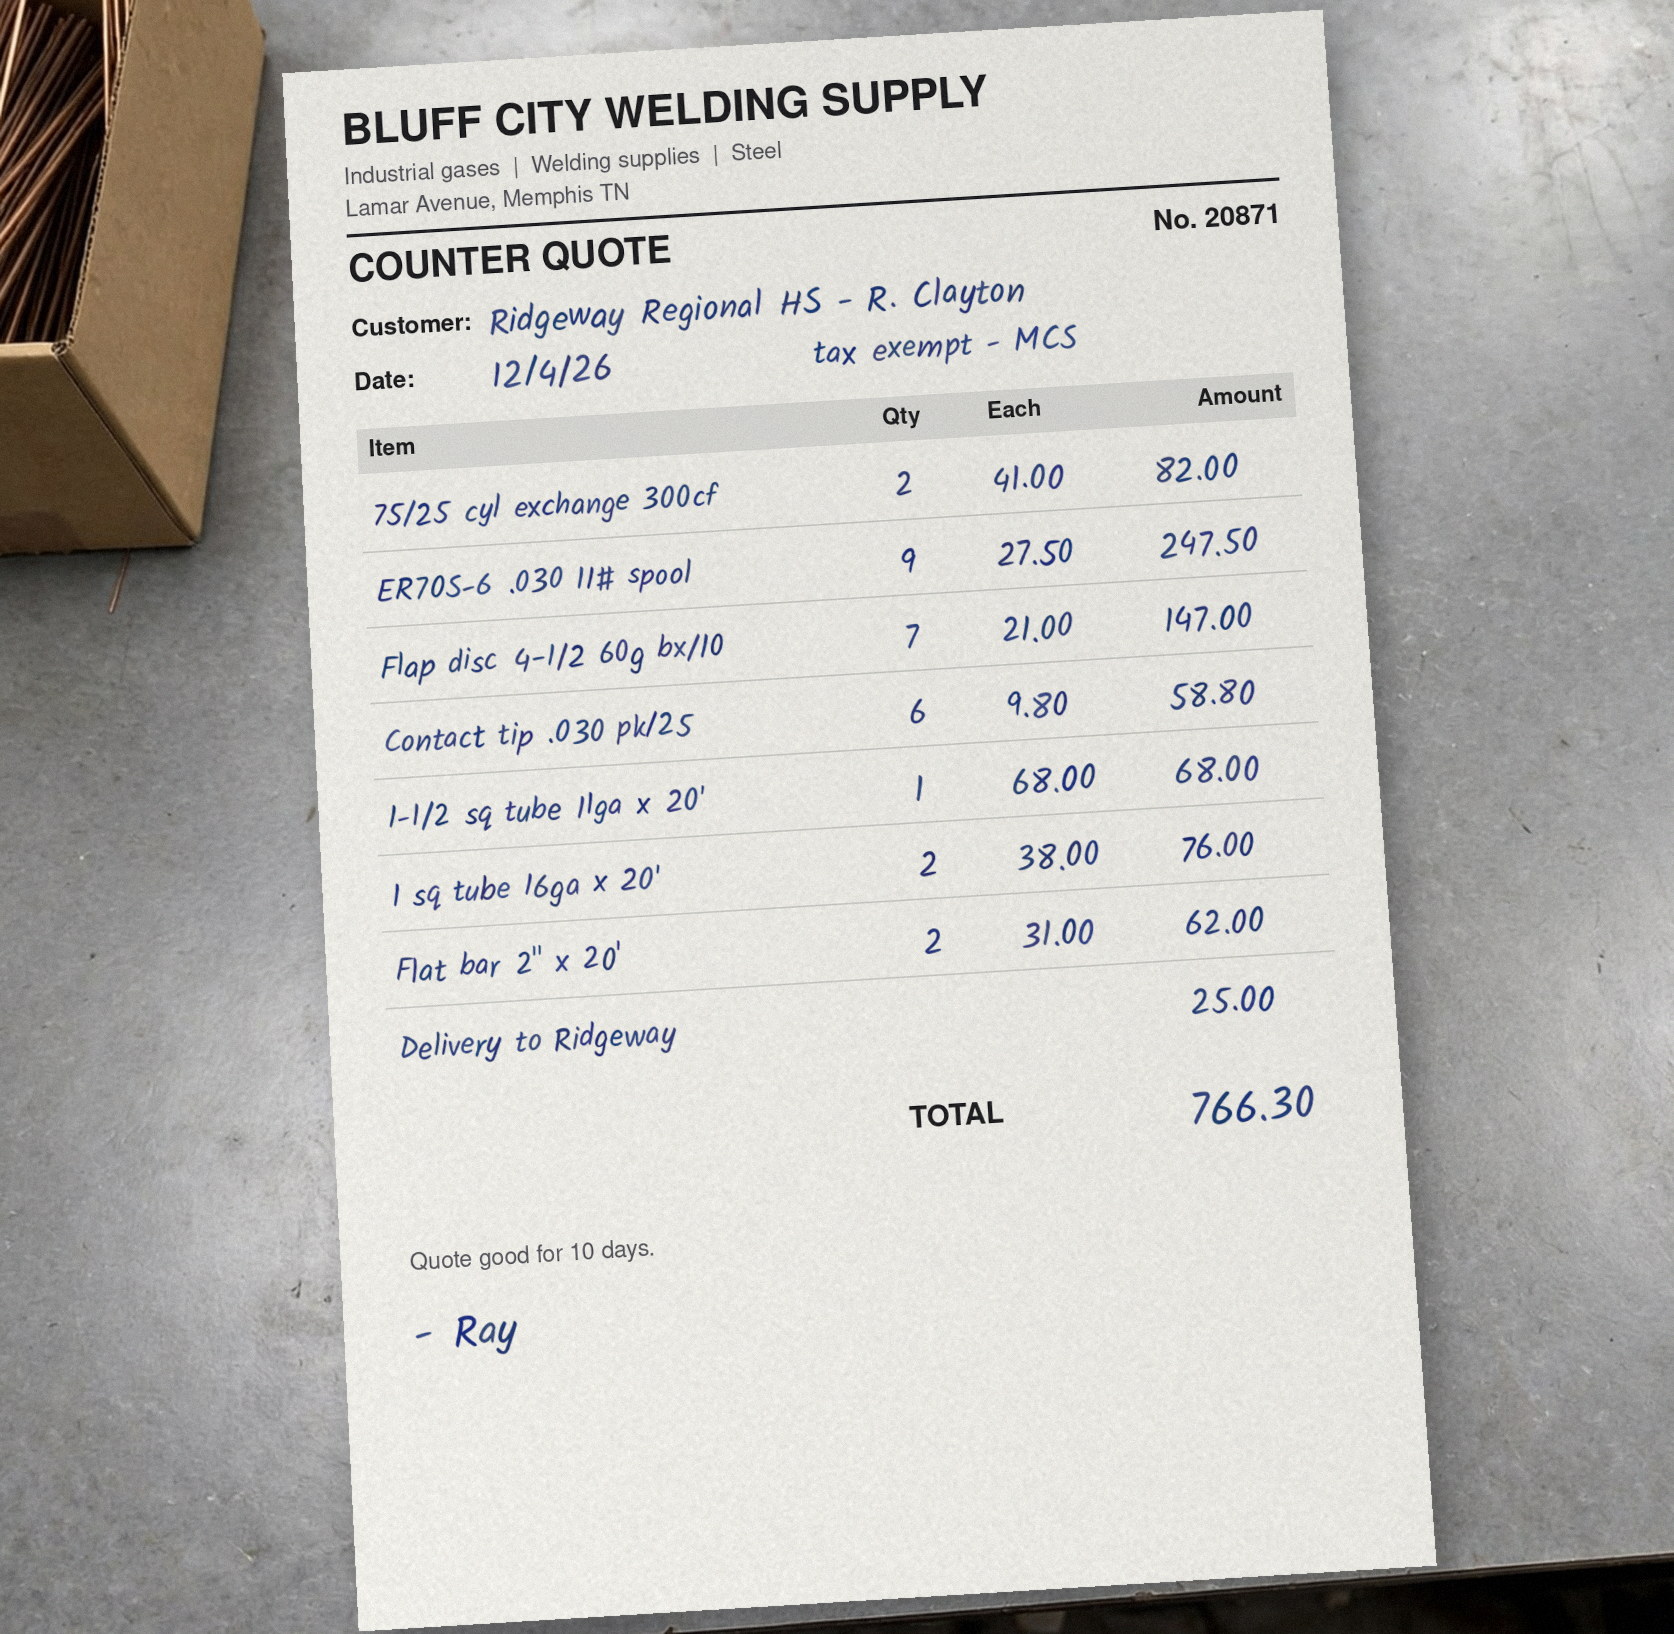 BLUFF CITY WELDING SUPPLY
Industrial gases | Welding supplies | Steel
Lamar Avenue, Memphis TN
No. 20871
COUNTER QUOTE
Customer: Ridgeway Regional HS - R. Clayton
tax exempt - MCS
Date: 12/4/26
Item Qty Each Amount
75/25 cyl exchange 300cf 2 41.00 82.00
ER70S-6 .030 11# spool 9 27.50 247.50
Flap disc 4-1/2 60g bx/10 7 21.00 147.00
Contact tip .030 pk/25 6 9.80 58.80
1-1/2 sq tube 11ga x 20' 1 68.00 68.00
1 sq tube 16ga x 20' 2 38.00 76.00
Flat bar 2" x 20' 2 31.00 62.00
Delivery to Ridgeway 25.00
TOTAL 766.30
Quote good for 10 days.
- Ray